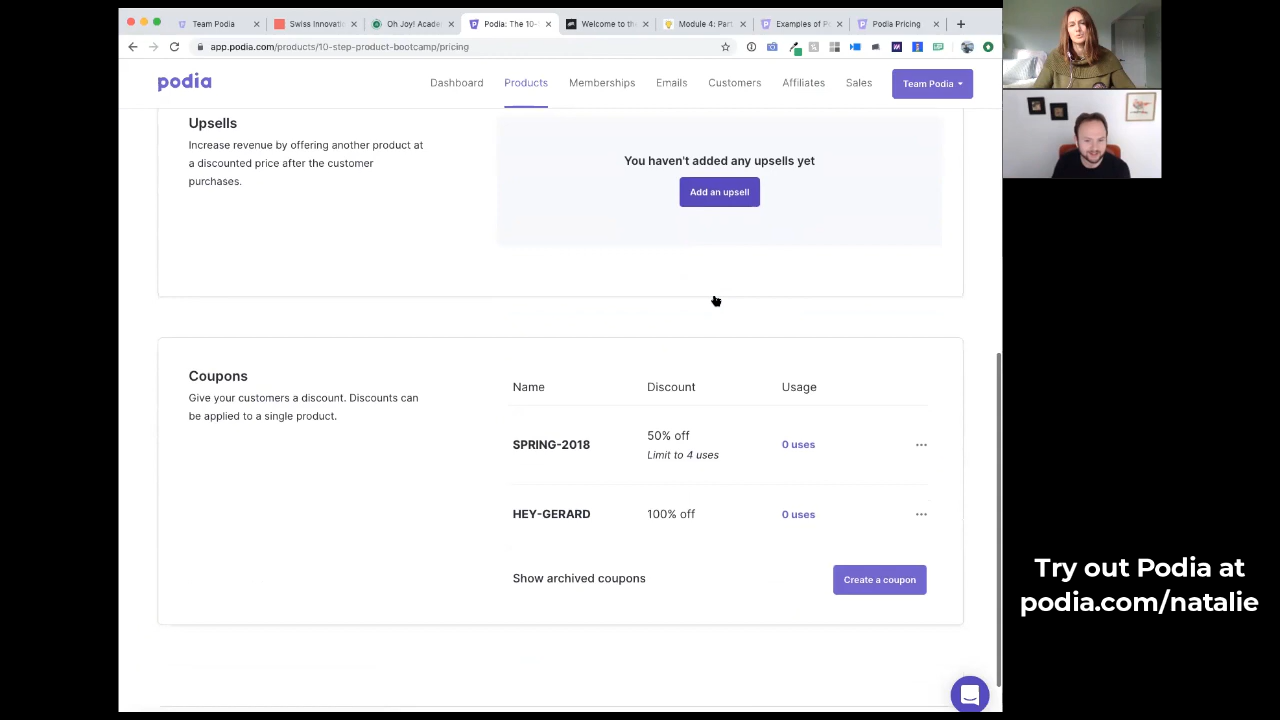 Team Podia
Swiss Innovati
Oh Joy! Acade
Podia: The 10-
Welcome to th
Module 4: Part
Examples of Po
Podia Pricing
app.podia.com/products/10-step-product-bootcamp/pricing
podia
Dashboard
Products
Memberships
Emails
Customers
Affiliates
Sales
Team Podia
Upsells
Increase revenue by offering another product at
a discounted price after the customer
purchases.
You haven't added any upsells yet
Add an upsell
Coupons
Give your customers a discount. Discounts can
be applied to a single product.
Name
Discount
Usage
SPRING-2018
50% off
Limit to 4 uses
0 uses
HEY-GERARD
100% off
0 uses
Show archived coupons
Create a coupon
Try out Podia at
podia.com/natalie